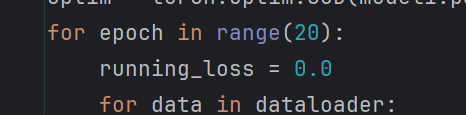 for epoch in range(20):
running_loss = 0.0
for data in dataloader: